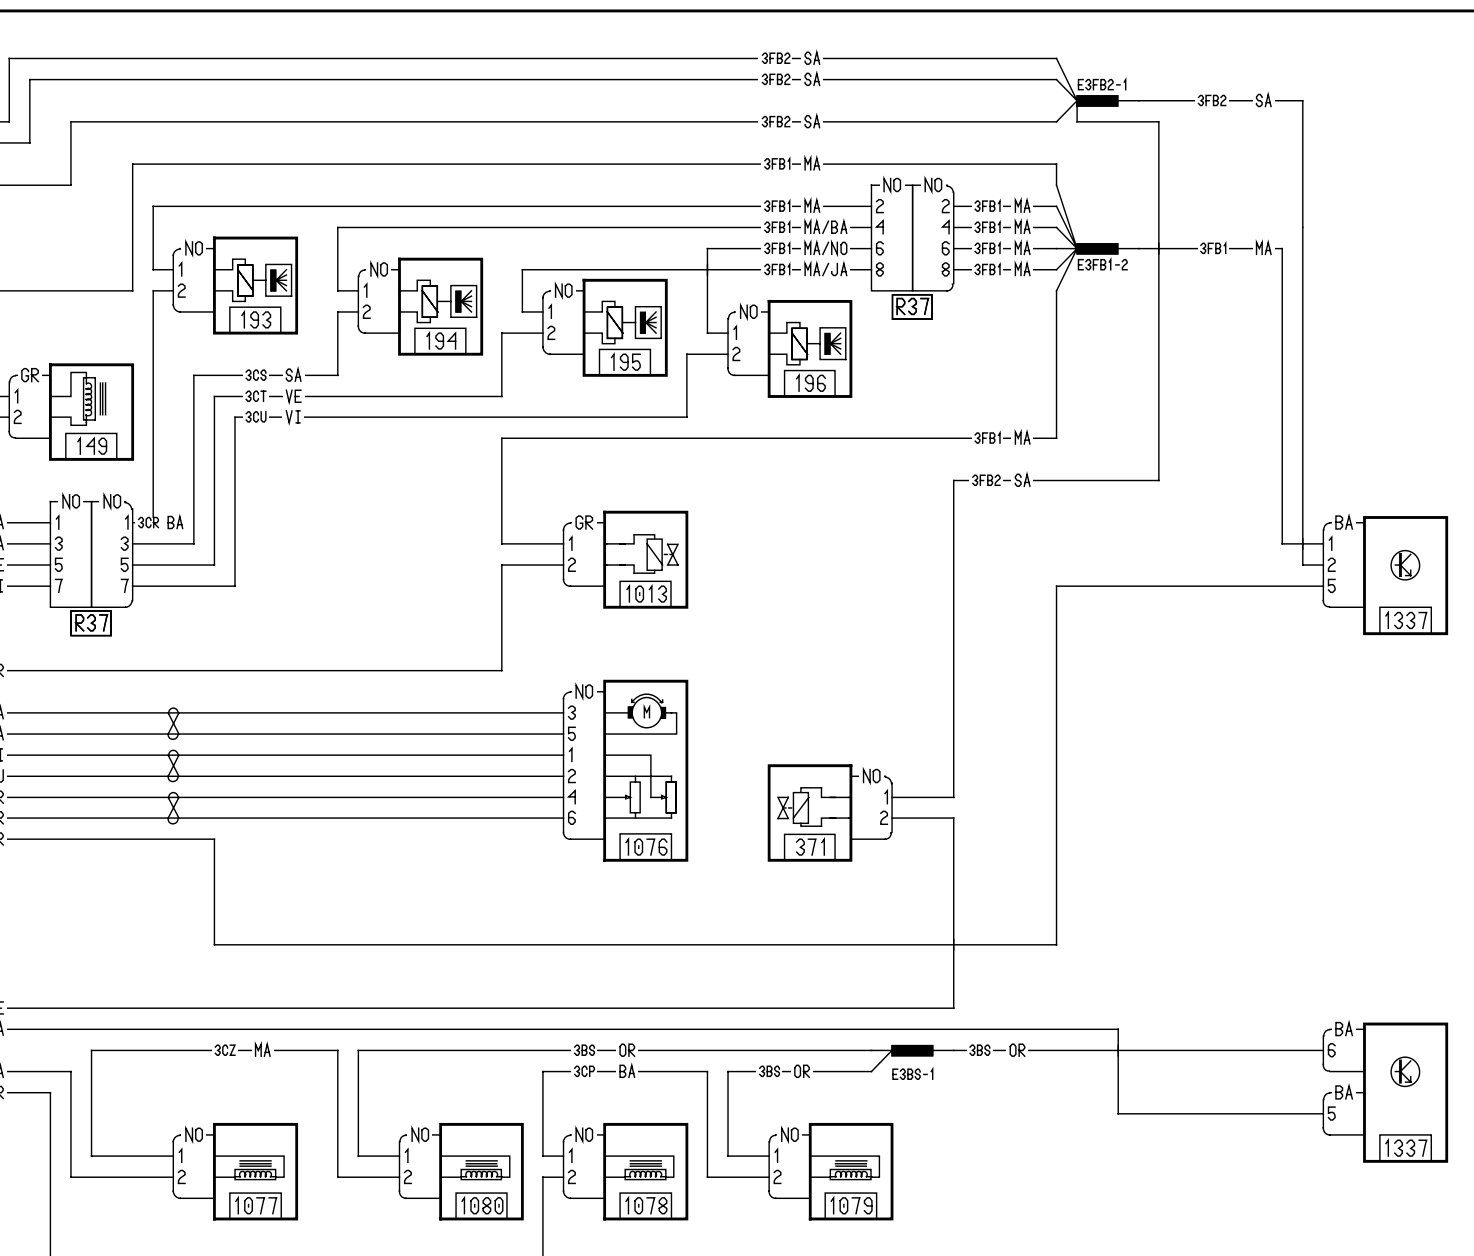 3FB2 SA
3FB2 SA
E3FB2-1
3FB2 SA
3FB2 SA
3FB1 MA
NO NO
3FB1 MA 2 2 3FB1 MA
3FB1 MA/BA 4 4 3FB1 MA
3FB1 MA/NO 6 6 3FB1 MA
3FB1 MA
3FB1 MA/JA 8 8 3FB1 MA
E3FB1-2
R37
NO
1
2
193
NO
1
2
194
NO
1
2
195
NO
1
2
196
3CS SA
3CT VE
3CU VI
GR
1
2
149
3FB1 MA
3FB2 SA
NO NO
1 1 3CR BA
3 3
5 5
7 7
R37
GR
1
2
1013
BA
1
2
5
1337
NO
3
5
1
2
4
6
M
1076
NO
1
2
371
3CZ MA
3BS OR
3BS OR
3CP BA
3BS OR
E3BS-1
BA
6
BA
5
1337
NO
1
2
1077
NO
1
2
1080
NO
1
2
1078
NO
1
2
1079